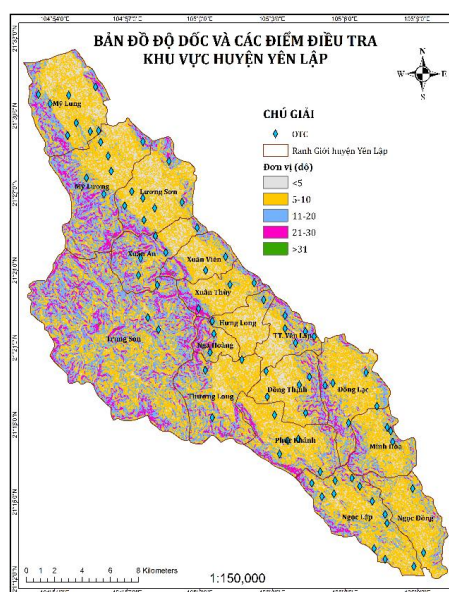 BẢN ĐỒ ĐỘ DỐC VÀ CÁC ĐIỂM ĐIỀU TRA
KHU VỰC HUYỆN YÊN LẬP
N
W E
S
CHÚ GIẢI
OTC
Ranh Giới huyện Yên Lập
Đơn vị (độ)
<5
5-10
11-20
21-30
>31
Mỹ Lung
Mỹ Lương
Lương Sơn
Xuân An
Xuân Viên
Xuân Thủy
Hưng Long
Trung Sơn
Nga Hoàng
TT. Yên Lập
Thượng Long
Đồng Thịnh
Đồng Lạc
Phúc Khánh
Minh Hòa
Ngọc Lập
Ngọc Đồng
0 1 2 4 6 8 Kilometers
1:150,000